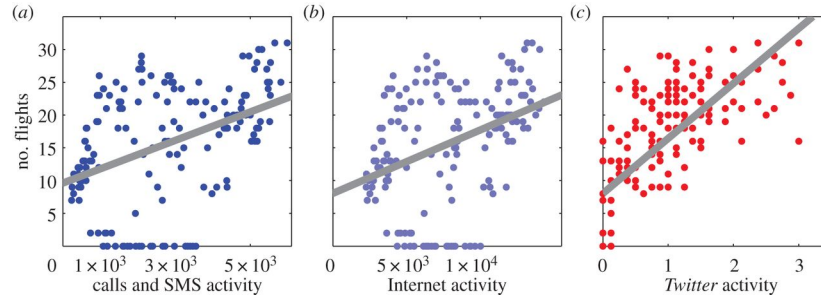 (a) (b) (c)
no. flights
30
25
20
15
10
5
0 1 × 10³ 3 × 10³ 5 × 10³
calls and SMS activity
0 5 × 10³ 1 × 10⁴
Internet activity
0 0 1 2 3
Twitter activity